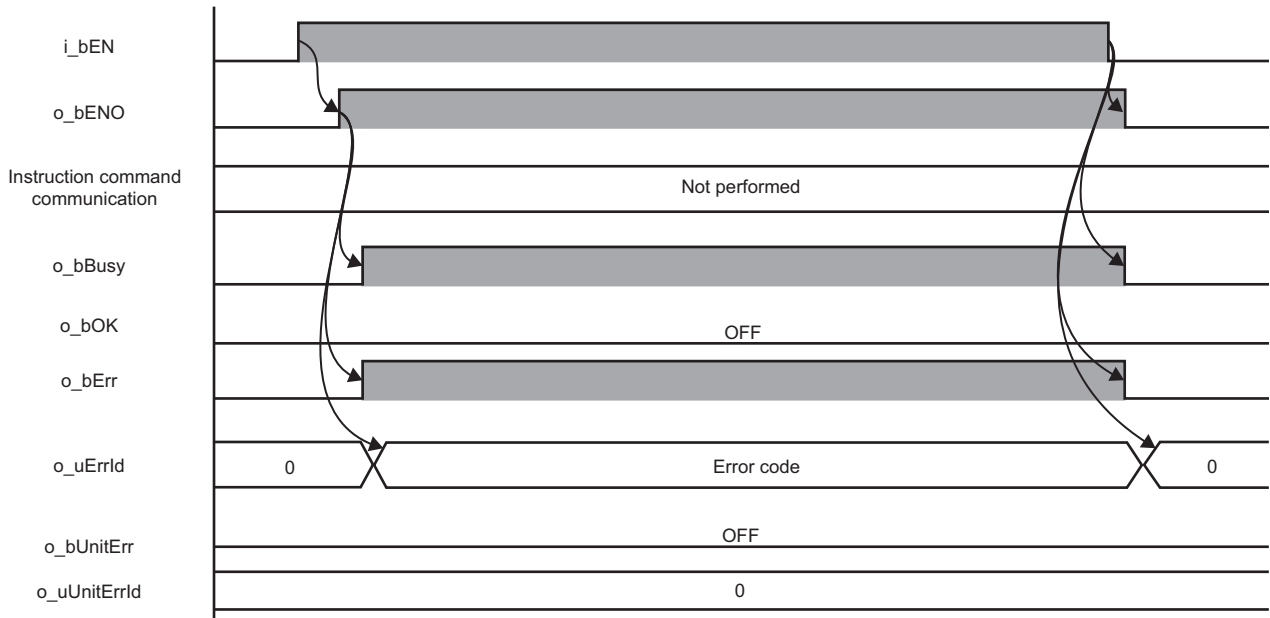 i_bEN
o_bENO
Instruction command
communication
Not performed
o_bBusy
o_bOK
OFF
o_bErr
o_uErrId
0
Error code
0
o_bUnitErr
OFF
o_uUnitErrId
0